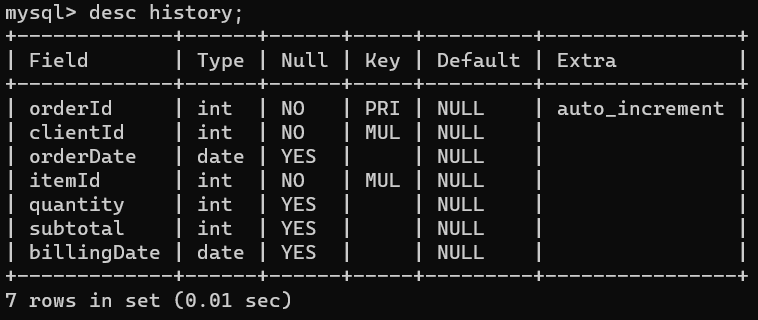 mysql> desc history;
+-------------+------+------+-----+---------+----------------+
| Field       | Type | Null | Key | Default | Extra          |
+-------------+------+------+-----+---------+----------------+
| orderId     | int  | NO   | PRI | NULL    | auto_increment |
| clientId    | int  | NO   | MUL | NULL    |                |
| orderDate   | date | YES  |     | NULL    |                |
| itemId      | int  | NO   | MUL | NULL    |                |
| quantity    | int  | YES  |     | NULL    |                |
| subtotal    | int  | YES  |     | NULL    |                |
| billingDate | date | YES  |     | NULL    |                |
+-------------+------+------+-----+---------+----------------+
7 rows in set (0.01 sec)